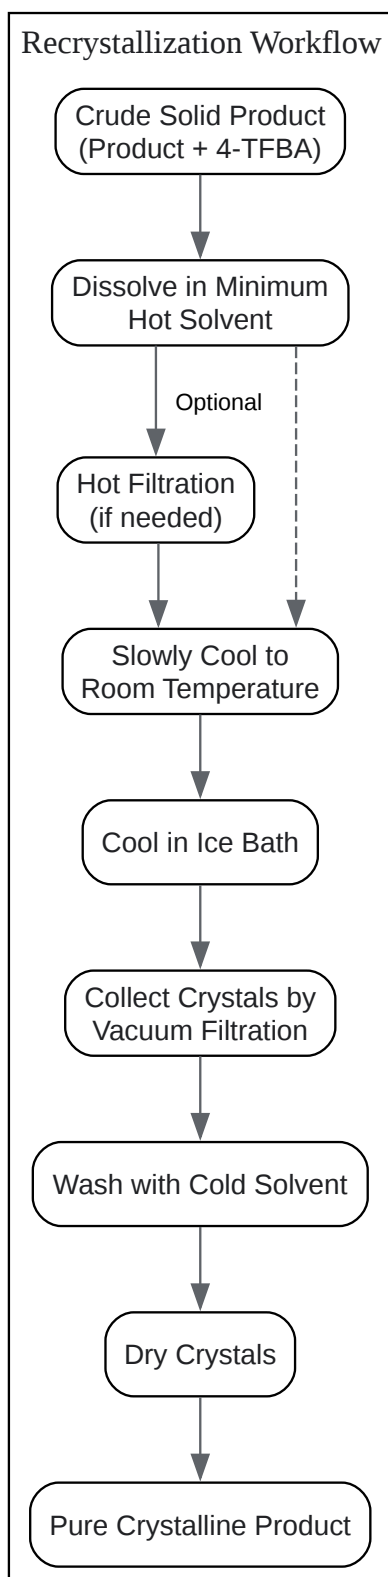 Recrystallization Workflow
Crude Solid Product
(Product + 4-TFBA)
Dissolve in Minimum
Hot Solvent
Optional
Hot Filtration
(if needed)
Slowly Cool to
Room Temperature
Cool in Ice Bath
Collect Crystals by
Vacuum Filtration
Wash with Cold Solvent
Dry Crystals
Pure Crystalline Product